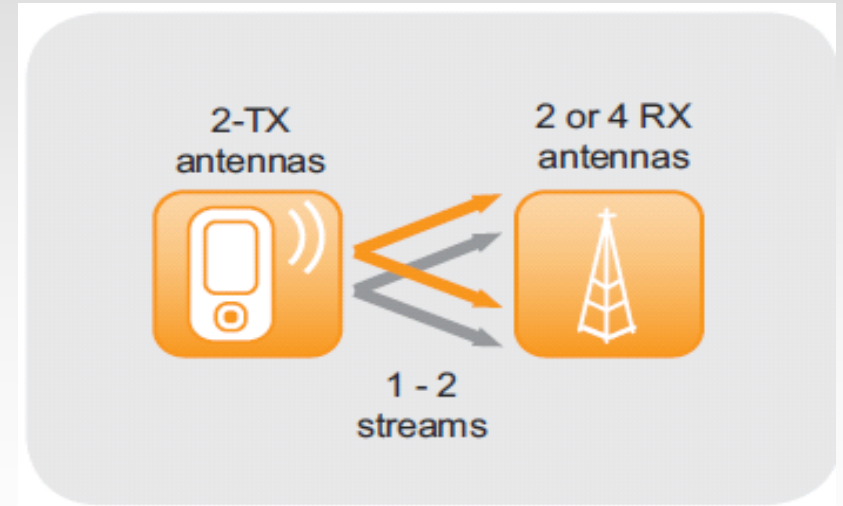 2-TX
antennas
2 or 4 RX
antennas
1 - 2
streams